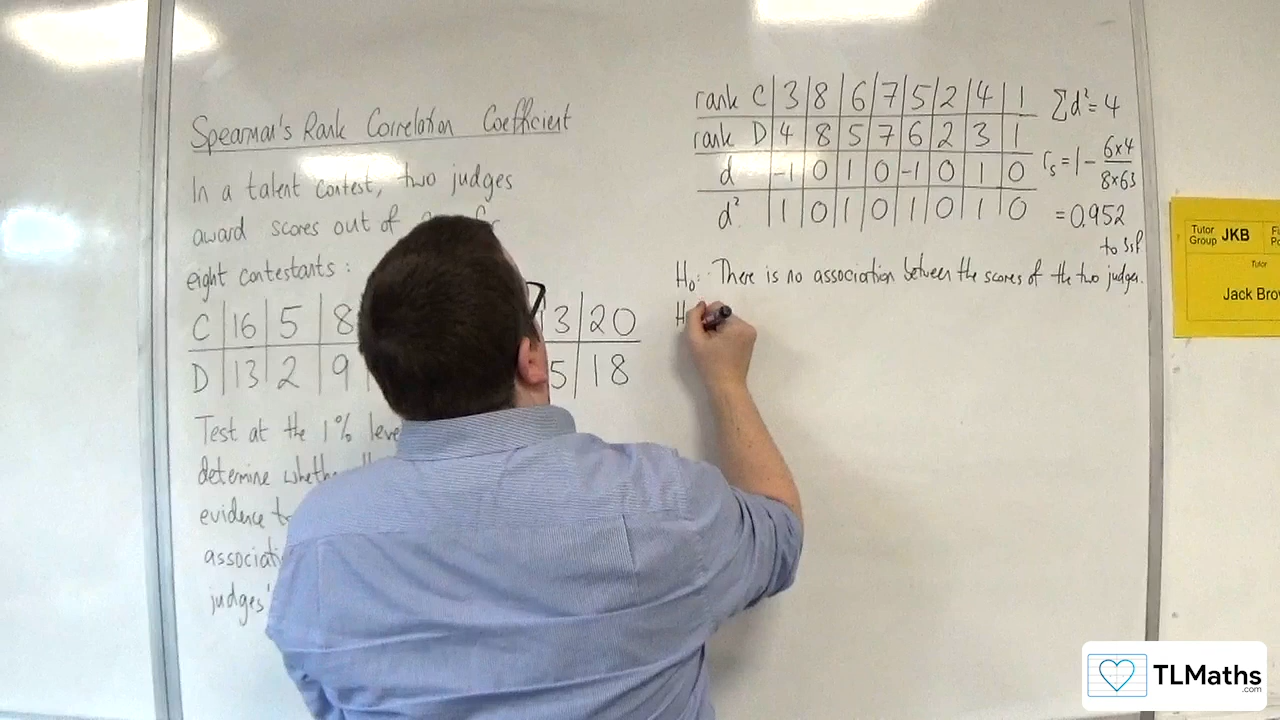 Spearman's Rank Correlation Coefficient
In a talent contest, two judges
award scores out of
eight contestants :
C | 16 | 5 | 8 13 | 20
D | 13 | 2 | 9 5 | 18
Test at the 1% leve
determine wheth
evidence t
associati
judges'
rank C | 3 | 8 | 6 | 7 | 5 | 2 | 4 | 1
rank D | 4 | 8 | 5 | 7 | 6 | 2 | 3 | 1
d | -1 | 0 | 1 | 0 | -1 | 0 | 1 | 0
d² | 1 | 0 | 1 | 0 | 1 | 0 | 1 | 0
Σd² = 4
rs = 1 - 6×4/8×63
= 0.952
to 3sf
H₀: There is no association between the scores of the two judges.
H
Tutor Group JKB
Tutor
Jack Bro
TLMaths
.com